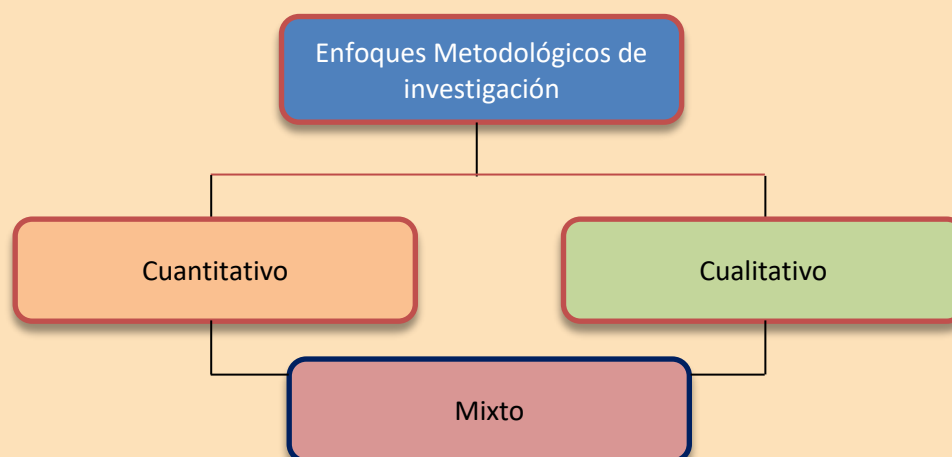 Enfoques Metodológicos de
investigación
Cuantitativo
Cualitativo
Mixto